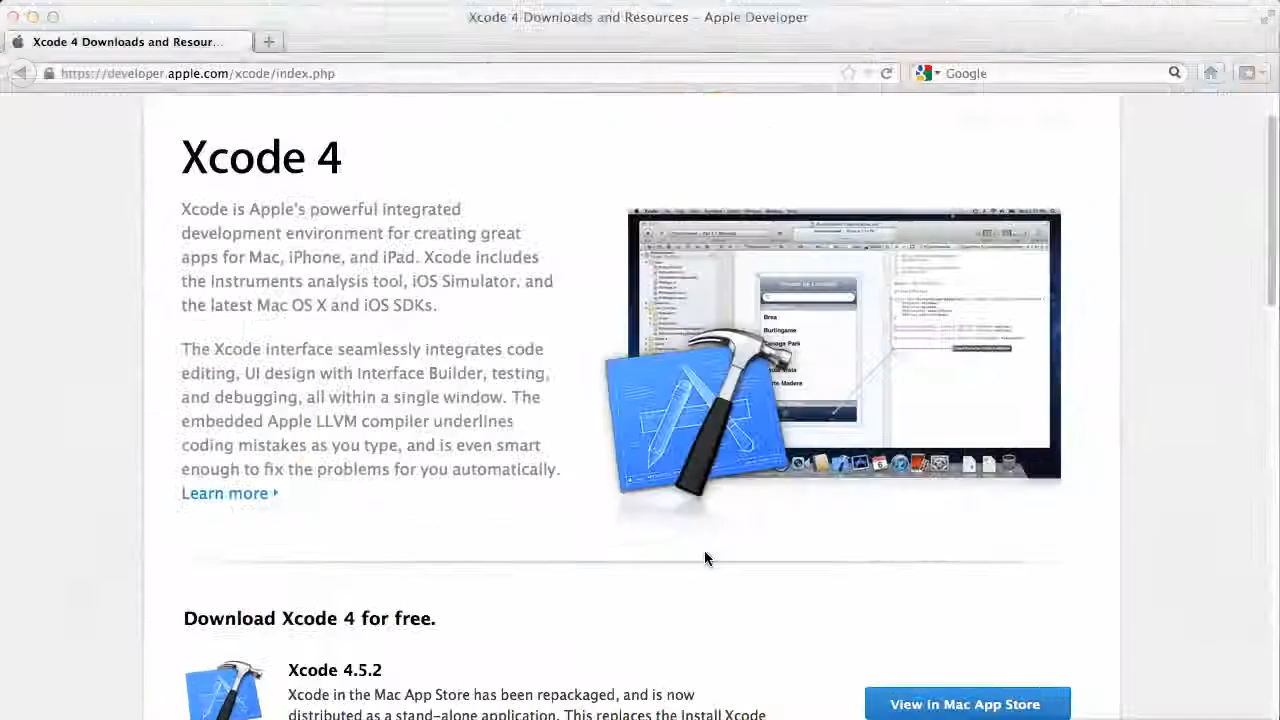 Xcode 4 Downloads and Resources – Apple Developer
Xcode 4 Downloads and Resour...
https://developer.apple.com/xcode/index.php
Google
Xcode 4
Xcode is Apple's powerful integrated
development environment for creating great
apps for Mac, iPhone, and iPad. Xcode includes
the Instruments analysis tool, iOS Simulator, and
the latest Mac OS X and iOS SDKs.
The Xcode interface seamlessly integrates code
editing, UI design with Interface Builder, testing,
and debugging, all within a single window. The
embedded Apple LLVM compiler underlines
coding mistakes as you type, and is even smart
enough to fix the problems for you automatically.
Learn more
Brea
Burlingame
Download Xcode 4 for free.
Xcode 4.5.2
Xcode in the Mac App Store has been repackaged, and is now
distributed as a stand-alone application. This replaces the Install Xcode
View in Mac App Store